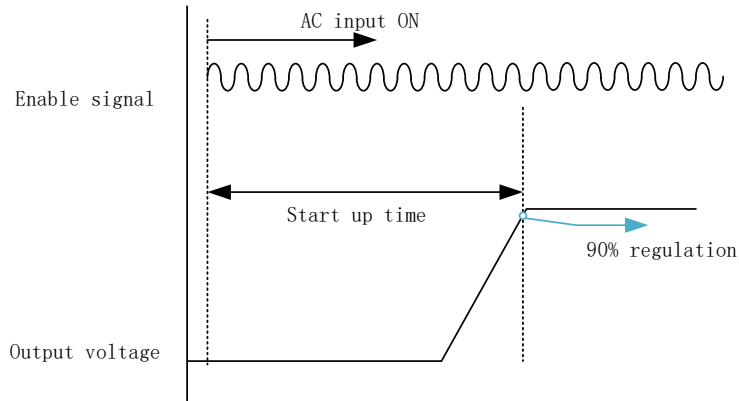 AC input ON
Enable signal
Start up time
90% regulation
Output voltage